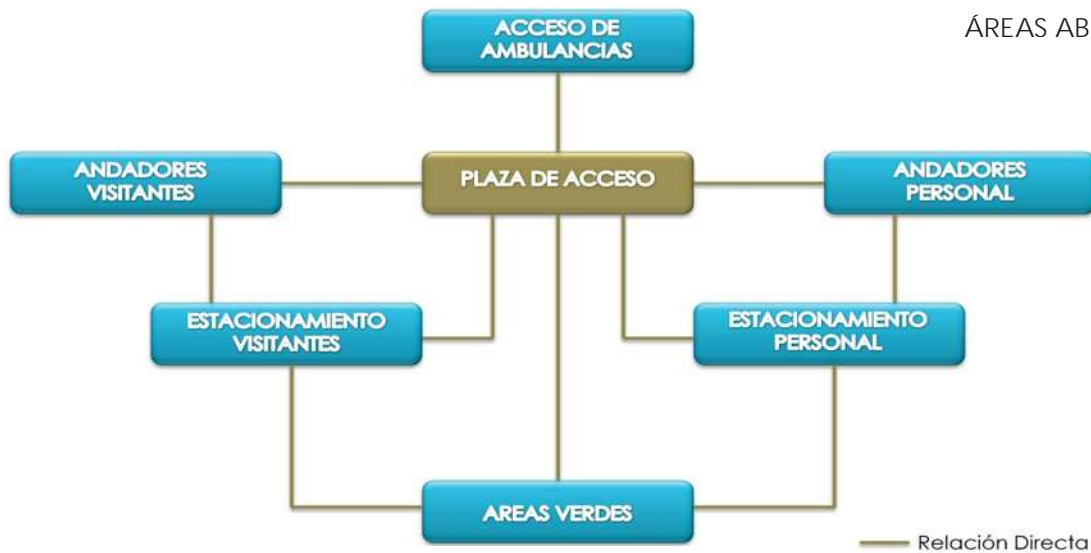 ÁREAS AB
ACCESO DE
AMBULANCIAS
ANDADORES
VISITANTES
PLAZA DE ACCESO
ANDADORES
PERSONAL
ESTACIONAMIENTO
VISITANTES
ESTACIONAMIENTO
PERSONAL
AREAS VERDES
Relación Directa